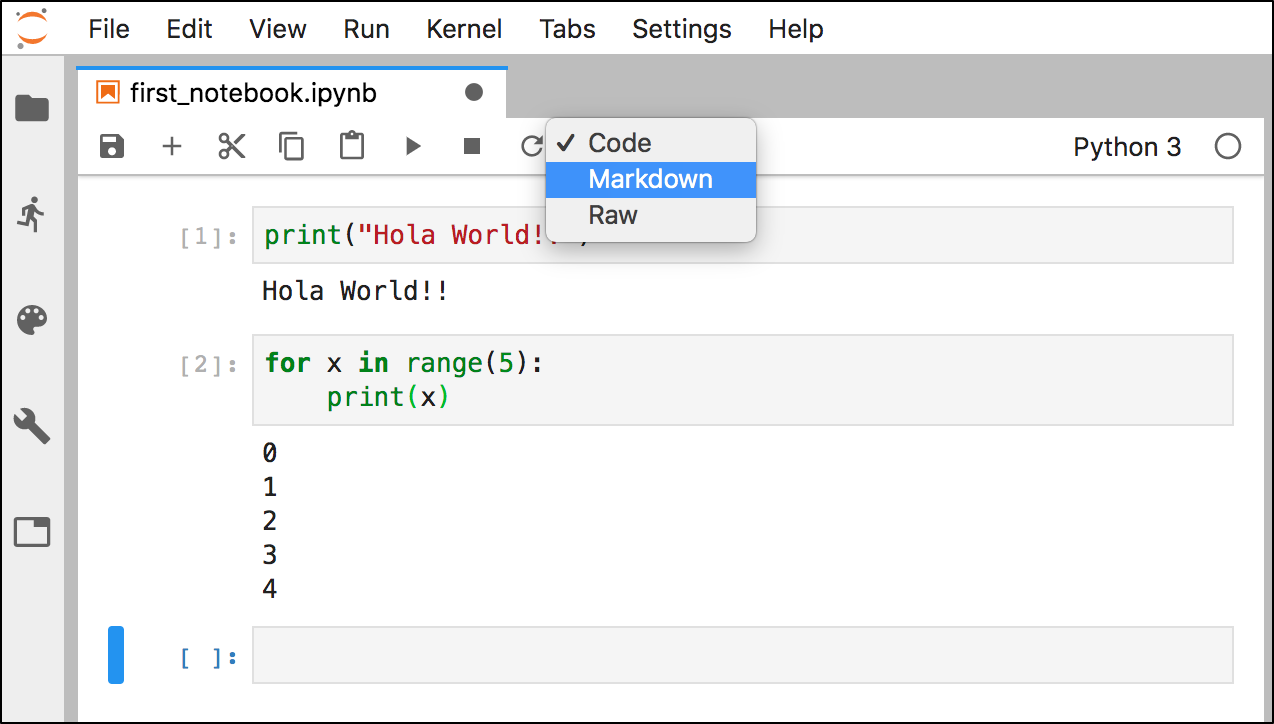 File Edit View Run Kernel Tabs Settings Help
first_notebook.ipynb
Code
Markdown
Raw
Python 3
[1]: print("Hola World!
Hola World!!
[2]: for x in range(5):
    print(x)
0
1
2
3
4
[ ]: